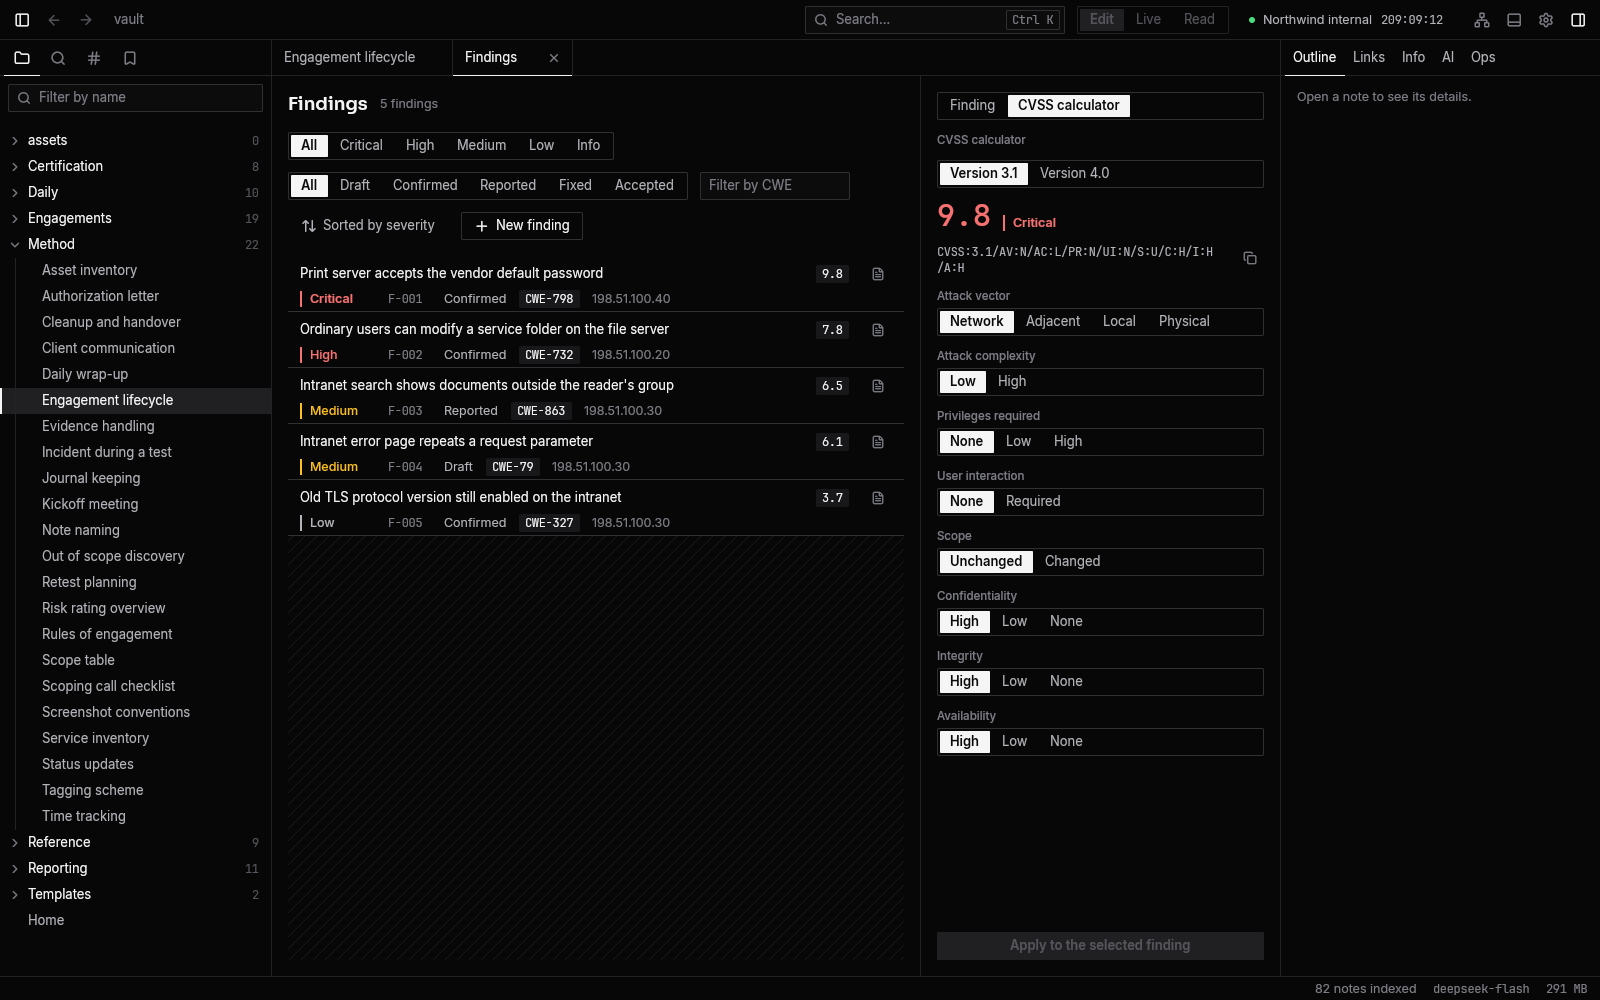 vault
Search... Ctrl K
Edit Live Read
Northwind internal 209:09:12
Filter by name
assets 0
Certification 8
Daily 10
Engagements 19
Method 22
Asset inventory
Authorization letter
Cleanup and handover
Client communication
Daily wrap-up
Engagement lifecycle
Evidence handling
Incident during a test
Journal keeping
Kickoff meeting
Note naming
Out of scope discovery
Retest planning
Risk rating overview
Rules of engagement
Scope table
Scoping call checklist
Screenshot conventions
Service inventory
Status updates
Tagging scheme
Time tracking
Reference 9
Reporting 11
Templates 2
Home
Engagement lifecycle Findings
Findings 5 findings
All Critical High Medium Low Info
All Draft Confirmed Reported Fixed Accepted Filter by CWE
Sorted by severity New finding
Print server accepts the vendor default password 9.8
Critical F-001 Confirmed CWE-798 198.51.100.40
Ordinary users can modify a service folder on the file server 7.8
High F-002 Confirmed CWE-732 198.51.100.20
Intranet search shows documents outside the reader's group 6.5
Medium F-003 Reported CWE-863 198.51.100.30
Intranet error page repeats a request parameter 6.1
Medium F-004 Draft CWE-79 198.51.100.30
Old TLS protocol version still enabled on the intranet 3.7
Low F-005 Confirmed CWE-327 198.51.100.30
Finding CVSS calculator
CVSS calculator
Version 3.1 Version 4.0
9.8 Critical
CVSS:3.1/AV:N/AC:L/PR:N/UI:N/S:U/C:H/I:H
/A:H
Attack vector
Network Adjacent Local Physical
Attack complexity
Low High
Privileges required
None Low High
User interaction
None Required
Scope
Unchanged Changed
Confidentiality
High Low None
Integrity
High Low None
Availability
High Low None
Apply to the selected finding
Outline Links Info AI Ops
Open a note to see its details.
82 notes indexed deepseek-flash 291 MB